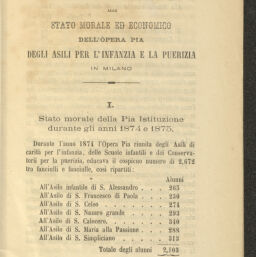 STATO MORALE ED ECONOMICO
DELL'OPERA PIA
DEGLI ASILI PER L'INFANZIA E LA PUERIZIA
IN MILANO
I.
Stato morale della Pia Istituzione
durante gli anni 1874 e 1875.
Durante l'anno 1874 l'Opera Pia riunita degli Asili di
carità per l'infanzia, delle Scuole infantili e dei Conserva-
torii per la puerizia, educava il cospicuo numero di 2,672
tra fanciulli e fanciulle, così ripartiti:
Alunni
All'Asilo infantile di S. Alessandro . . . . 265
All'Asilo di S. Francesco di Paola . . . . 230
All'Asilo di S. Celso . . . . 274
All'Asilo di S. Nazaro grande . . . . 293
All'Asilo di S. Calocero . . . . 340
All'Asilo di S. Maria alla Passione . . . . 288
All'Asilo di S. Simpliciano . . . . 313
Totale degli alunni 2,003